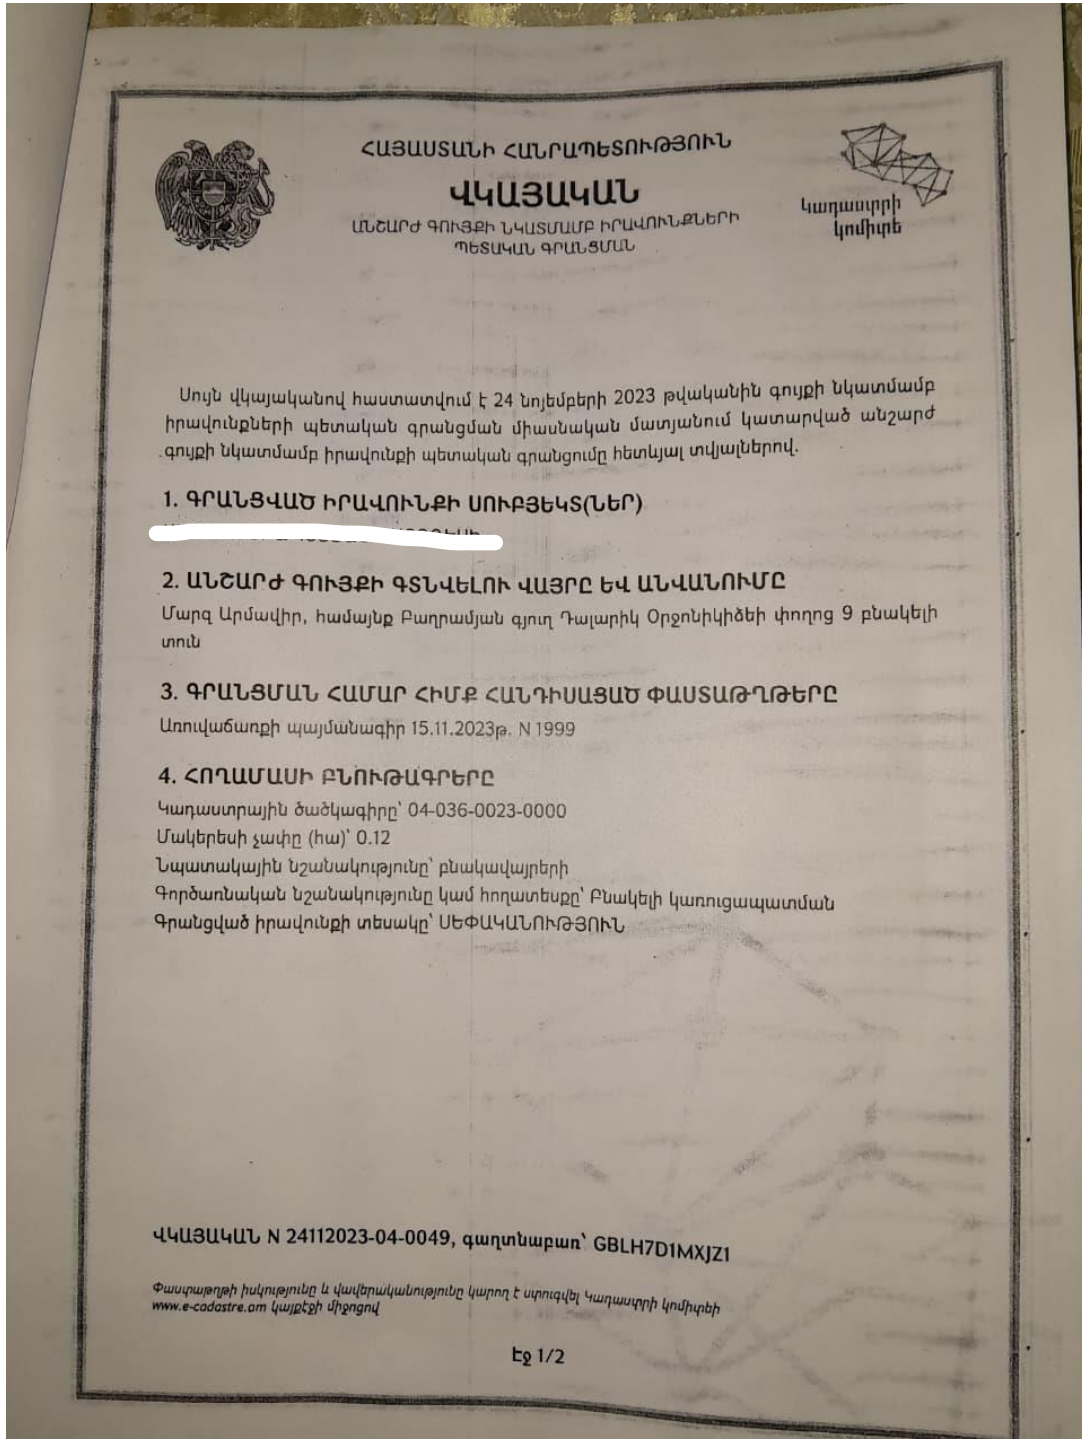 ՀԱՅԱՍՏԱՆԻ ՀԱՆՐԱՊԵՏՈՒԹՅՈՒՆ
ՎԿԱՅԱԿԱՆ
ԱՆՇԱՐԺ ԳՈՒՅՔԻ ՆԿԱՏՄԱՄԲ ԻՐԱՎՈՒՆՔՆԵՐԻ
ՊԵՏԱԿԱՆ ԳՐԱՆՑՄԱՆ
Կադաստրի
կոմիտե
Սույն վկայականով հաստատվում է 24 նոյեմբերի 2023 թվականին գույքի նկատմամբ
իրավունքների պետական գրանցման միասնական մատյանում կատարված անշարժ
գույքի նկատմամբ իրավունքի պետական գրանցումը հետևյալ տվյալներով.
1. ԳՐԱՆՑՎԱԾ ԻՐԱՎՈՒՆՔԻ ՍՈՒԲՅԵԿՏ(ՆԵՐ)
2. ԱՆՇԱՐԺ ԳՈՒՅՔԻ ԳՏՆՎԵԼՈՒ ՎԱՅՐԸ ԵՎ ԱՆՎԱՆՈՒՄԸ
Մարզ Արմավիր, համայնք Բաղրամյան գյուղ Դալարիկ Օրջոնիկիձեի փողոց 9 բնակելի
տուն
3. ԳՐԱՆՑՄԱՆ ՀԱՄԱՐ ՀԻՄՔ ՀԱՆԴԻՍԱՑԱԾ ՓԱՍՏԱԹՂԹԵՐԸ
Առուվաճառքի պայմանագիր 15.11.2023թ. N 1999
4. ՀՈՂԱՄԱՍԻ ԲՆՈՒԹԱԳՐԵՐԸ
Կադաստրային ծածկագիրը՝ 04-036-0023-0000
Մակերեսի չափը (հա)՝ 0.12
Նպատակային նշանակությունը՝ բնակավայրերի
Գործառնական նշանակությունը կամ հողատեսքը՝ Բնակելի կառուցապատման
Գրանցված իրավունքի տեսակը՝ ՍԵՓԱԿԱՆՈՒԹՅՈՒՆ
ՎԿԱՅԱԿԱՆ N 24112023-04-0049, գաղտնաբառ՝ GBLH7D1MXJZ1
Փաստաթղթի իսկությունը և վավերականությունը կարող է ստուգվել Կադաստրի կոմիտեի
www.e-cadastre.am կայքէջի միջոցով
Էջ 1/2